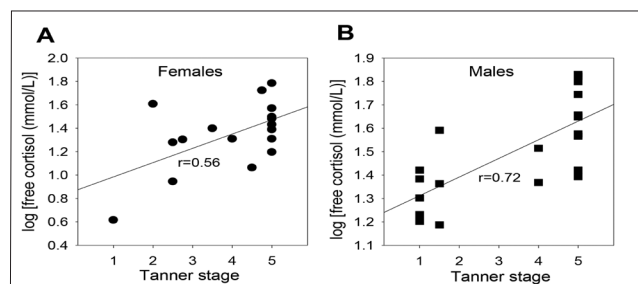 A
Females
log [free cortisol (mmol/L)]
2.0
1.8
1.6
1.4
1.2
1.0
0.8
0.6
0.4
r=0.56
1 2 3 4 5
Tanner stage
B
Males
log [free cortisol (mmol/L)]
1.9
1.8
1.7
1.6
1.5
1.4
1.3
1.2
1.1
r=0.72
1 2 3 4 5
Tanner stage